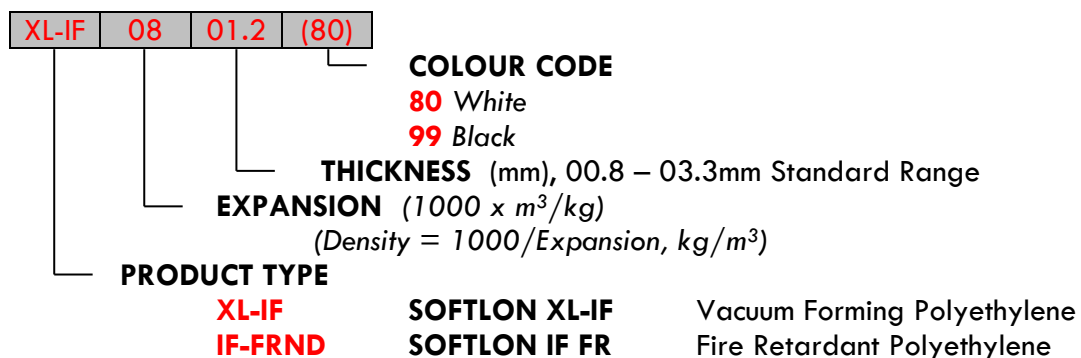 XL-IF 08 01.2 (80)
COLOUR CODE
80 White
99 Black
THICKNESS (mm), 00.8 – 03.3mm Standard Range
EXPANSION (1000 x m³/kg)
(Density = 1000/Expansion, kg/m³)
PRODUCT TYPE
XL-IF SOFTLON XL-IF Vacuum Forming Polyethylene
IF-FRND SOFTLON IF FR Fire Retardant Polyethylene